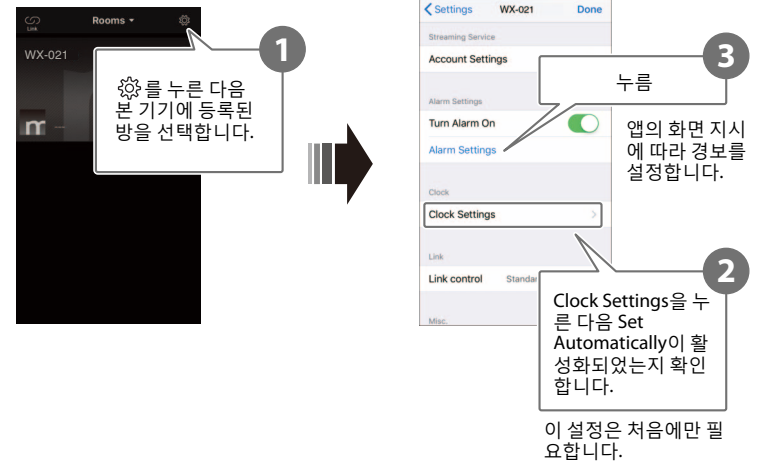 Link
Rooms
WX-021
1
를 누른 다음
본 기기에 등록된
방을 선택합니다.
Settings
WX-021
Done
Streaming Service
Account Settings
Alarm Settings
Turn Alarm On
Alarm Settings
Clock
Clock Settings
Link
Link control
Misc.
3
누름
앱의 화면 지시
에 따라 경보를
설정합니다.
2
Clock Settings을 누
른 다음 Set
Automatically이 활
성화되었는지 확인
합니다.
이 설정은 처음에만 필
요합니다.